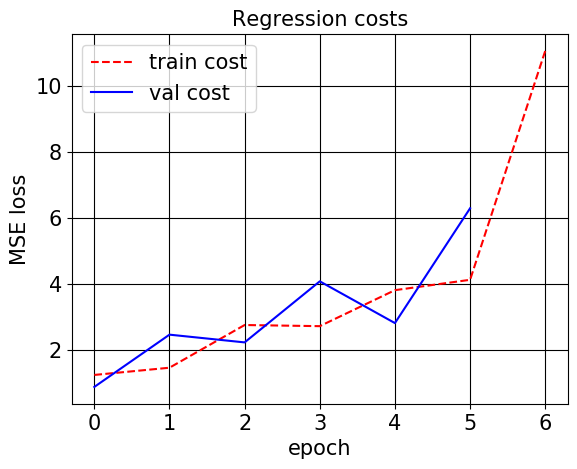 Regression costs
train cost
val cost
MSE loss
10
8
6
4
2
0 1 2 3 4 5 6
epoch